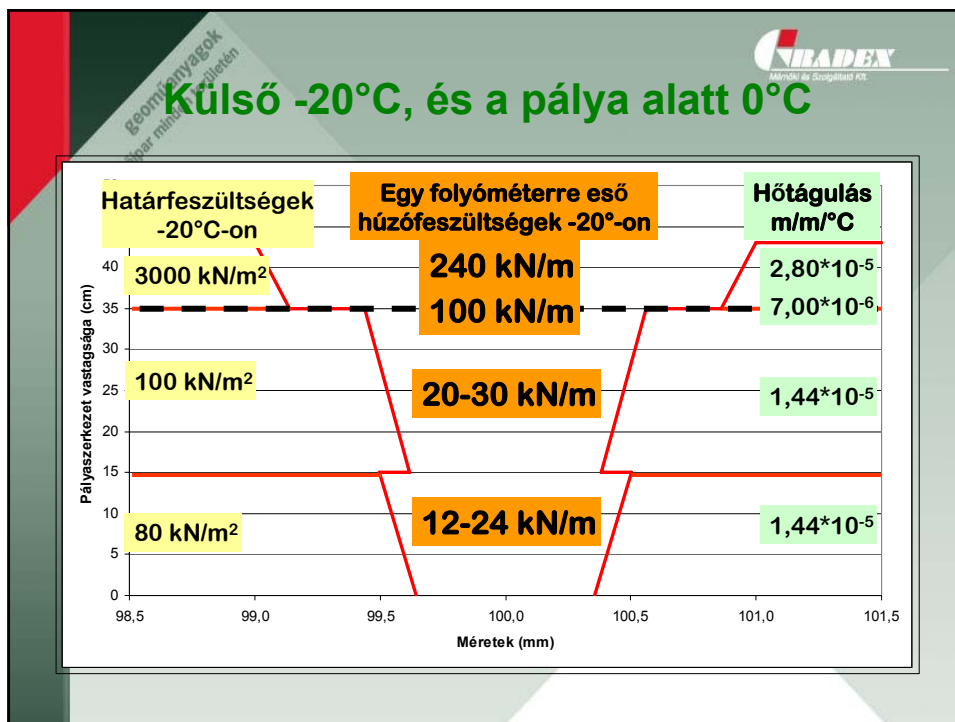 geoműanyagok
ipar minden területén
GRADEX
Mérnöki és Szolgáltató Kft.
Külső -20°C, és a pálya alatt 0°C
Határfeszültségek
-20°C-on
Egy folyóméterre eső
húzófeszültségek -20°-on
Hőtágulás
m/m/°C
3000 kN/m²
240 kN/m
2,80*10⁻⁵
100 kN/m
7,00*10⁻⁶
100 kN/m²
20-30 kN/m
1,44*10⁻⁵
80 kN/m²
12-24 kN/m
1,44*10⁻⁵
Pályaszerkezet vastagsága (cm)
40
35
30
25
20
15
10
5
0
98,5 99,0 99,5 100,0 100,5 101,0 101,5
Méretek (mm)